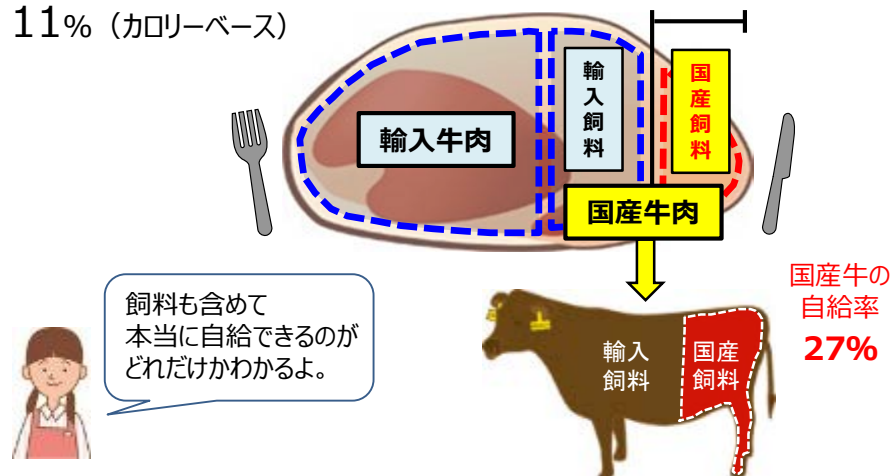 11%（カロリーベース）
輸入牛肉
輸入飼料
国産飼料
国産牛肉
飼料も含めて
本当に自給できるのが
どれだけかわかるよ。
輸入
飼料
国産
飼料
国産牛の
自給率
27%